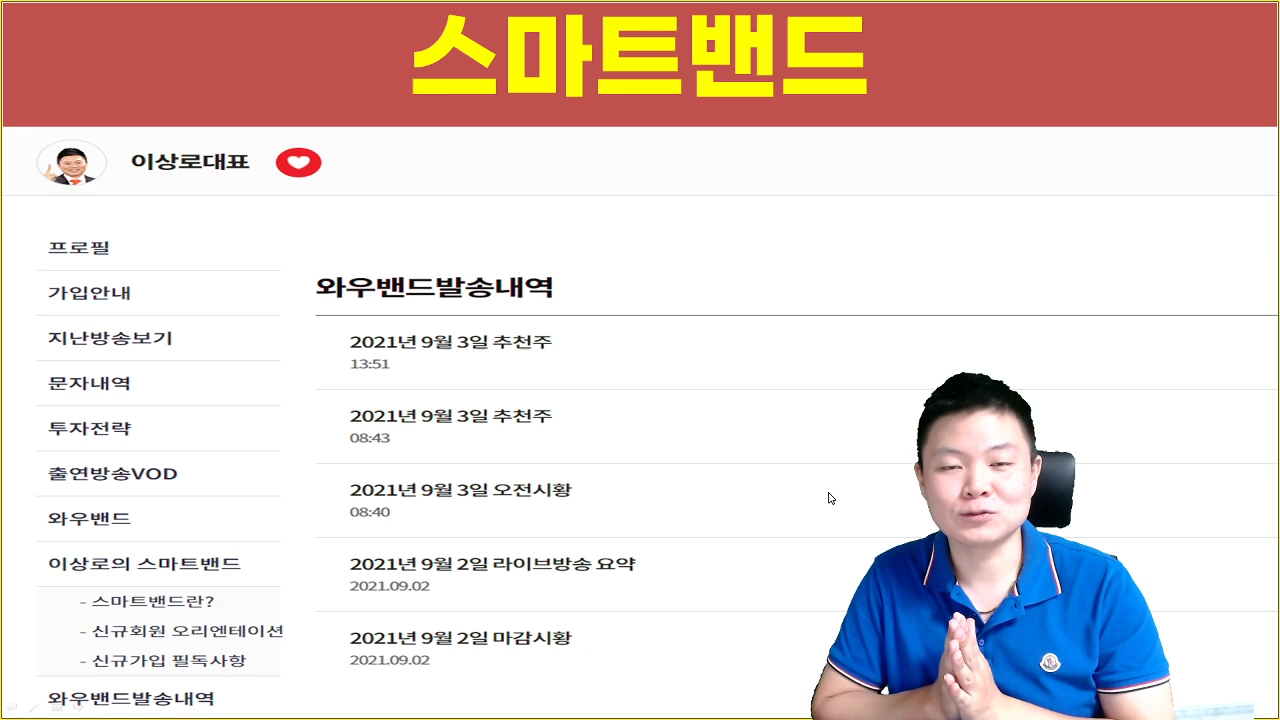 스마트밴드
이상로대표
프로필
가입안내
지난방송보기
문자내역
투자전략
출연방송VOD
와우밴드
이상로의 스마트밴드
- 스마트밴드란?
- 신규회원 오리엔테이션
- 신규가입 필독사항
와우밴드발송내역
와우밴드발송내역
2021년 9월 3일 추천주
13:51
2021년 9월 3일 추천주
08:43
2021년 9월 3일 오전시황
08:40
2021년 9월 2일 라이브방송 요약
2021.09.02
2021년 9월 2일 마감시황
2021.09.02